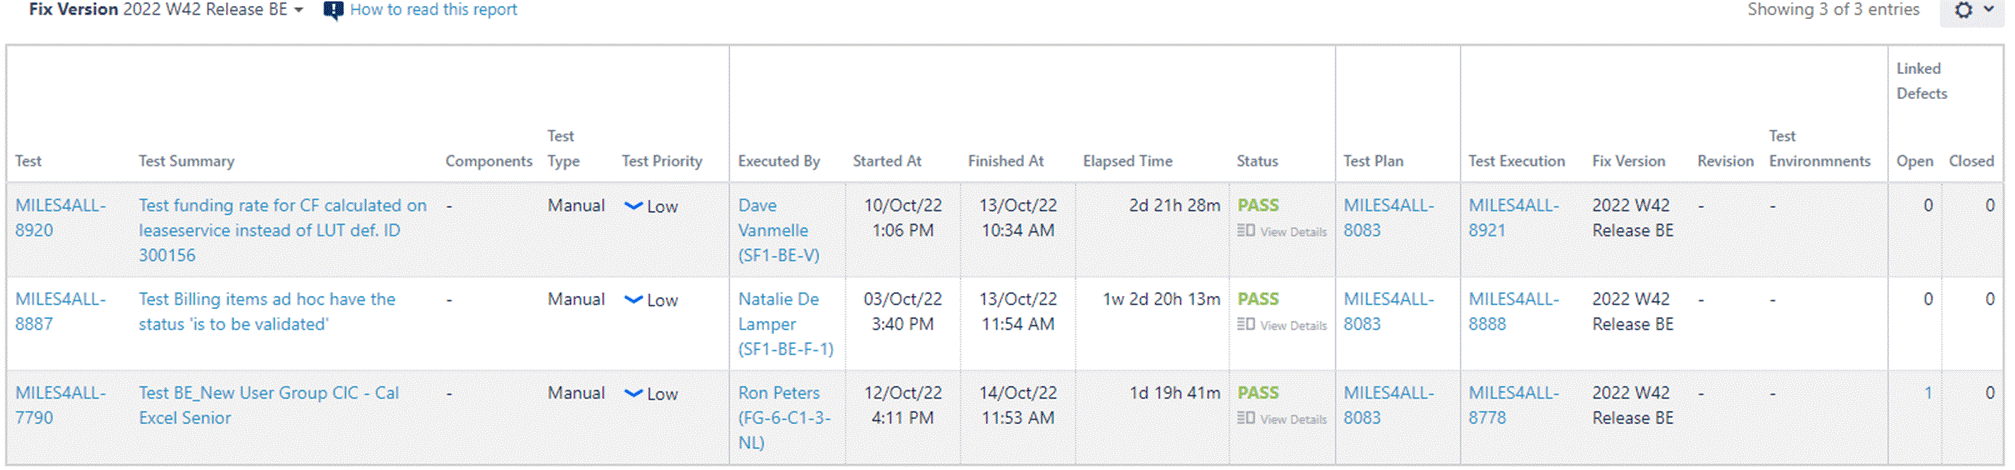 Fix Version 2022 W42 Release BE How to read this report Showing 3 of 3 entries
Linked
Defects
Test Test
Test Test Summary Components Type Test Priority Executed By Started At Finished At Elapsed Time Status Test Plan Test Execution Fix Version Revision Environmnents Open Closed
MILES4ALL- Test funding rate for CF calculated on - Manual Low Dave 10/Oct/22 13/Oct/22 2d 21h 28m PASS MILES4ALL- MILES4ALL- 2022 W42 - - 0 0
8920 leaseservice instead of LUT def. ID Vanmelle 1:06 PM 10:34 AM View Details 8083 8921 Release BE
300156 (SF1-BE-V)
MILES4ALL- Test Billing items ad hoc have the - Manual Low Natalie De 03/Oct/22 13/Oct/22 1w 2d 20h 13m PASS MILES4ALL- MILES4ALL- 2022 W42 - - 0 0
8887 status 'is to be validated' Lamper 3:40 PM 11:54 AM View Details 8083 8888 Release BE
(SF1-BE-F-1)
MILES4ALL- Test BE_New User Group CIC - Cal - Manual Low Ron Peters 12/Oct/22 14/Oct/22 1d 19h 41m PASS MILES4ALL- MILES4ALL- 2022 W42 - - 1 0
7790 Excel Senior (FG-6-C1-3- 4:11 PM 11:53 AM View Details 8083 8778 Release BE
NL)